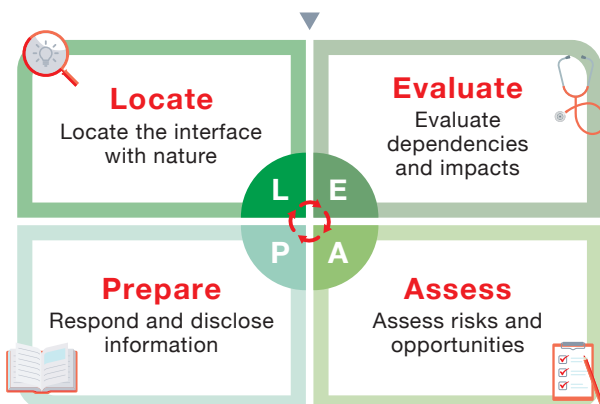 Locate
Locate the interface
with nature
Evaluate
Evaluate
dependencies
and impacts
L
E
P
A
Prepare
Respond and disclose
information
Assess
Assess risks and
opportunities